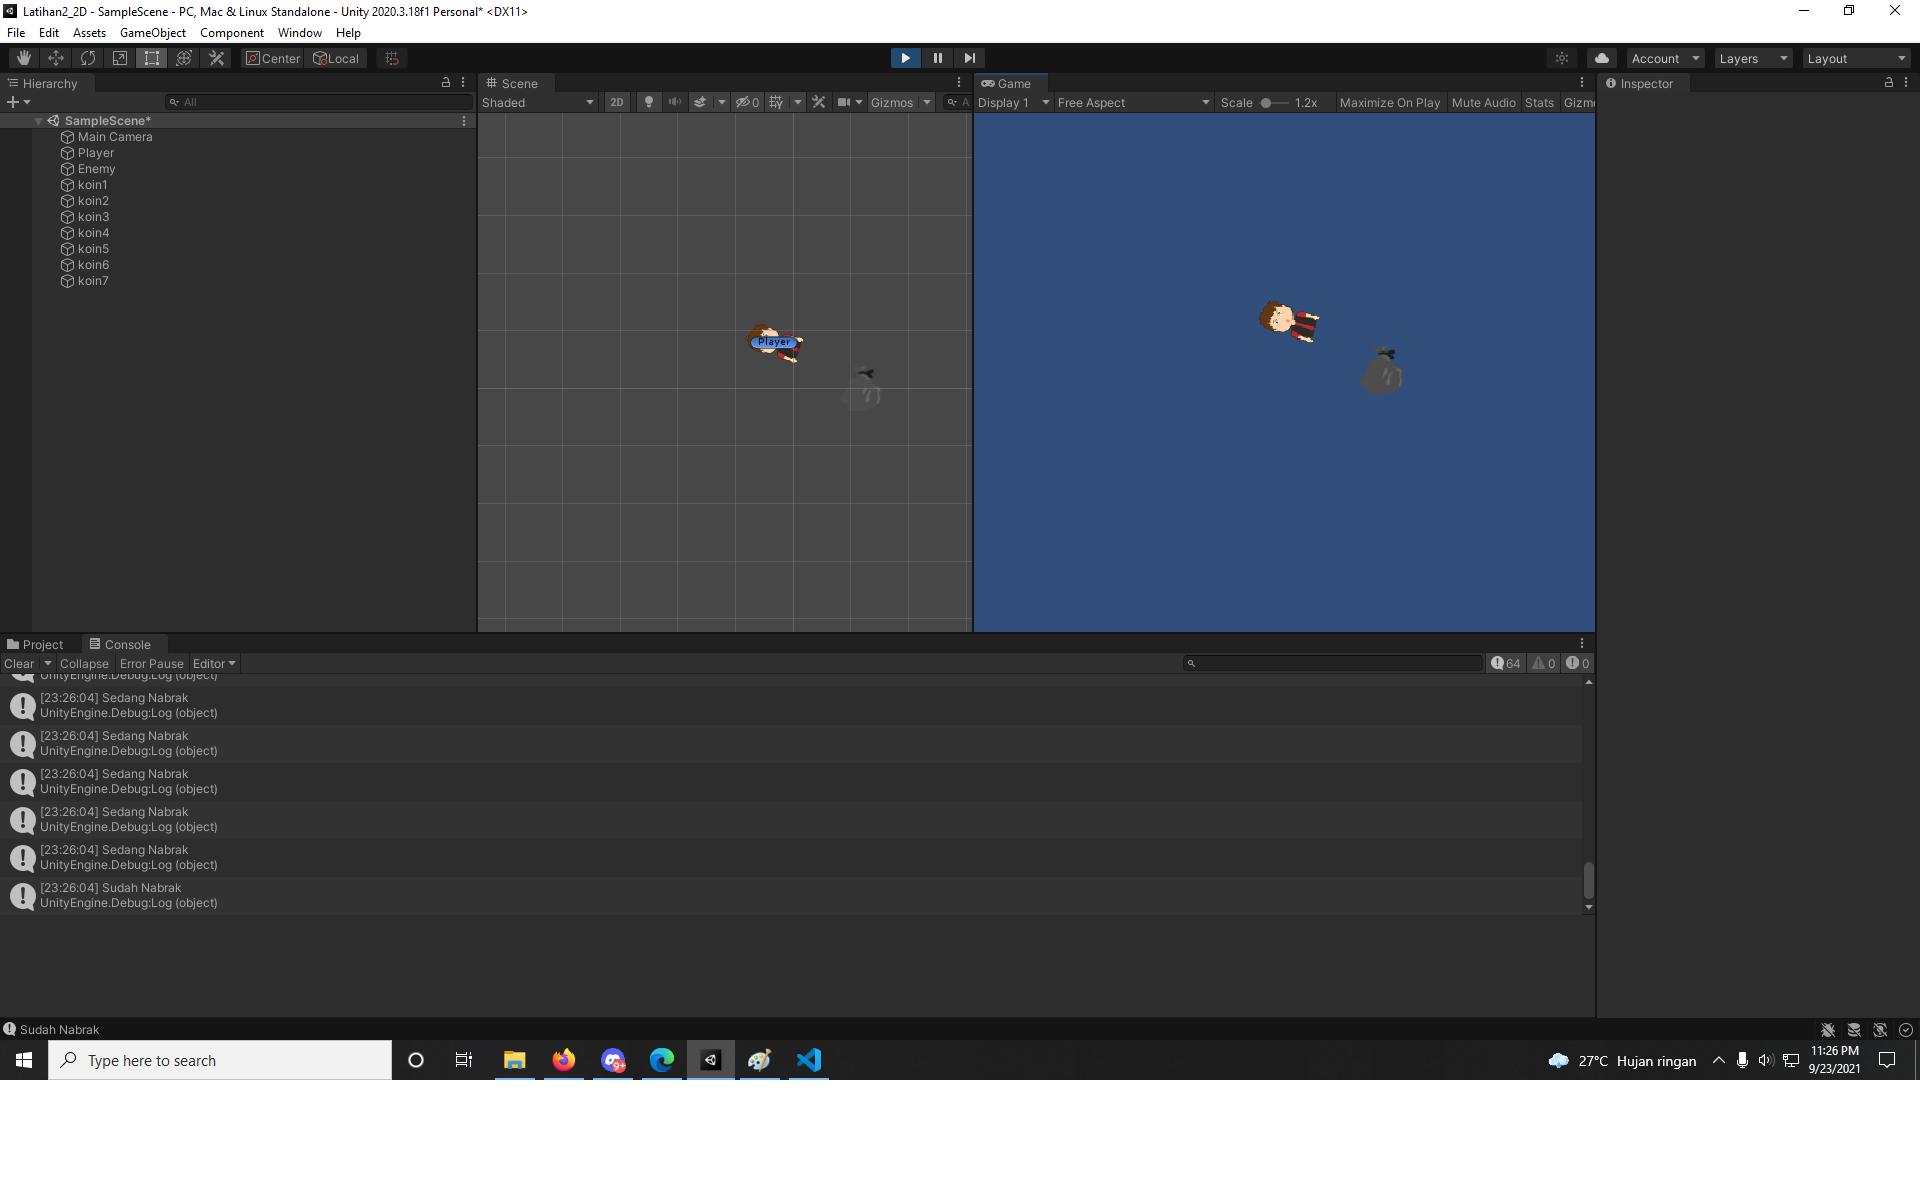 Latihan2_2D - SampleScene - PC, Mac & Linux Standalone - Unity 2020.3.18f1 Personal* <DX11>
File Edit Assets GameObject Component Window Help
Center Local Account Layers Layout
Hierarchy Scene Game Inspector
All Shaded 2D 0 Gizmos A Display 1 Free Aspect Scale 1.2x Maximize On Play Mute Audio Stats Gizm
SampleScene*
Main Camera
Player
Enemy
koin1
koin2
koin3
koin4
koin5
koin6
koin7
Player
Project Console
Clear Collapse Error Pause Editor 64 0 0
UnityEngine.Debug:Log (object)
[23:26:04] Sedang Nabrak
UnityEngine.Debug:Log (object)
[23:26:04] Sedang Nabrak
UnityEngine.Debug:Log (object)
[23:26:04] Sedang Nabrak
UnityEngine.Debug:Log (object)
[23:26:04] Sedang Nabrak
UnityEngine.Debug:Log (object)
[23:26:04] Sedang Nabrak
UnityEngine.Debug:Log (object)
[23:26:04] Sudah Nabrak
UnityEngine.Debug:Log (object)
Sudah Nabrak
Type here to search 9+ 27°C Hujan ringan 11:26 PM
9/23/2021